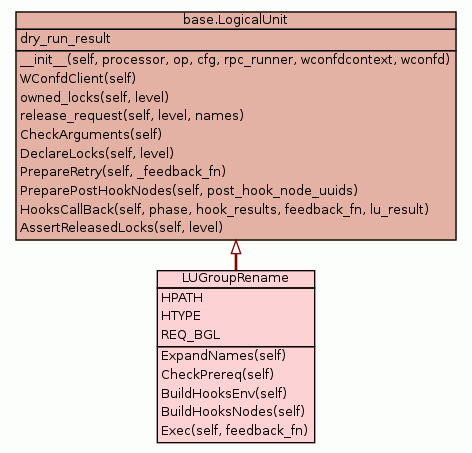 base.LogicalUnit
dry_run_result
__init__(self, processor, op, cfg, rpc_runner, wconfdcontext, wconfd)
WConfdClient(self)
owned_locks(self, level)
release_request(self, level, names)
CheckArguments(self)
DeclareLocks(self, level)
PrepareRetry(self, _feedback_fn)
PreparePostHookNodes(self, post_hook_node_uuids)
HooksCallBack(self, phase, hook_results, feedback_fn, lu_result)
AssertReleasedLocks(self, level)
LUGroupRename
HPATH
HTYPE
REQ_BGL
ExpandNames(self)
CheckPrereq(self)
BuildHooksEnv(self)
BuildHooksNodes(self)
Exec(self, feedback_fn)